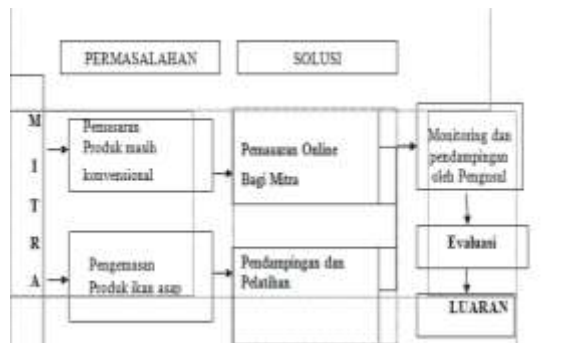 PERMASALAHAN
SOLUSI
M
I
T
R
A
Pemasaran
Produk masih
konvensional
Pemasaran Online
Bagi Mitra
Monitoring dan
pendampingan
oleh Pengusul
Pengemasan
Produk ikan asap
Pendampingan dan
Pelatihan
Evaluasi
LUARAN